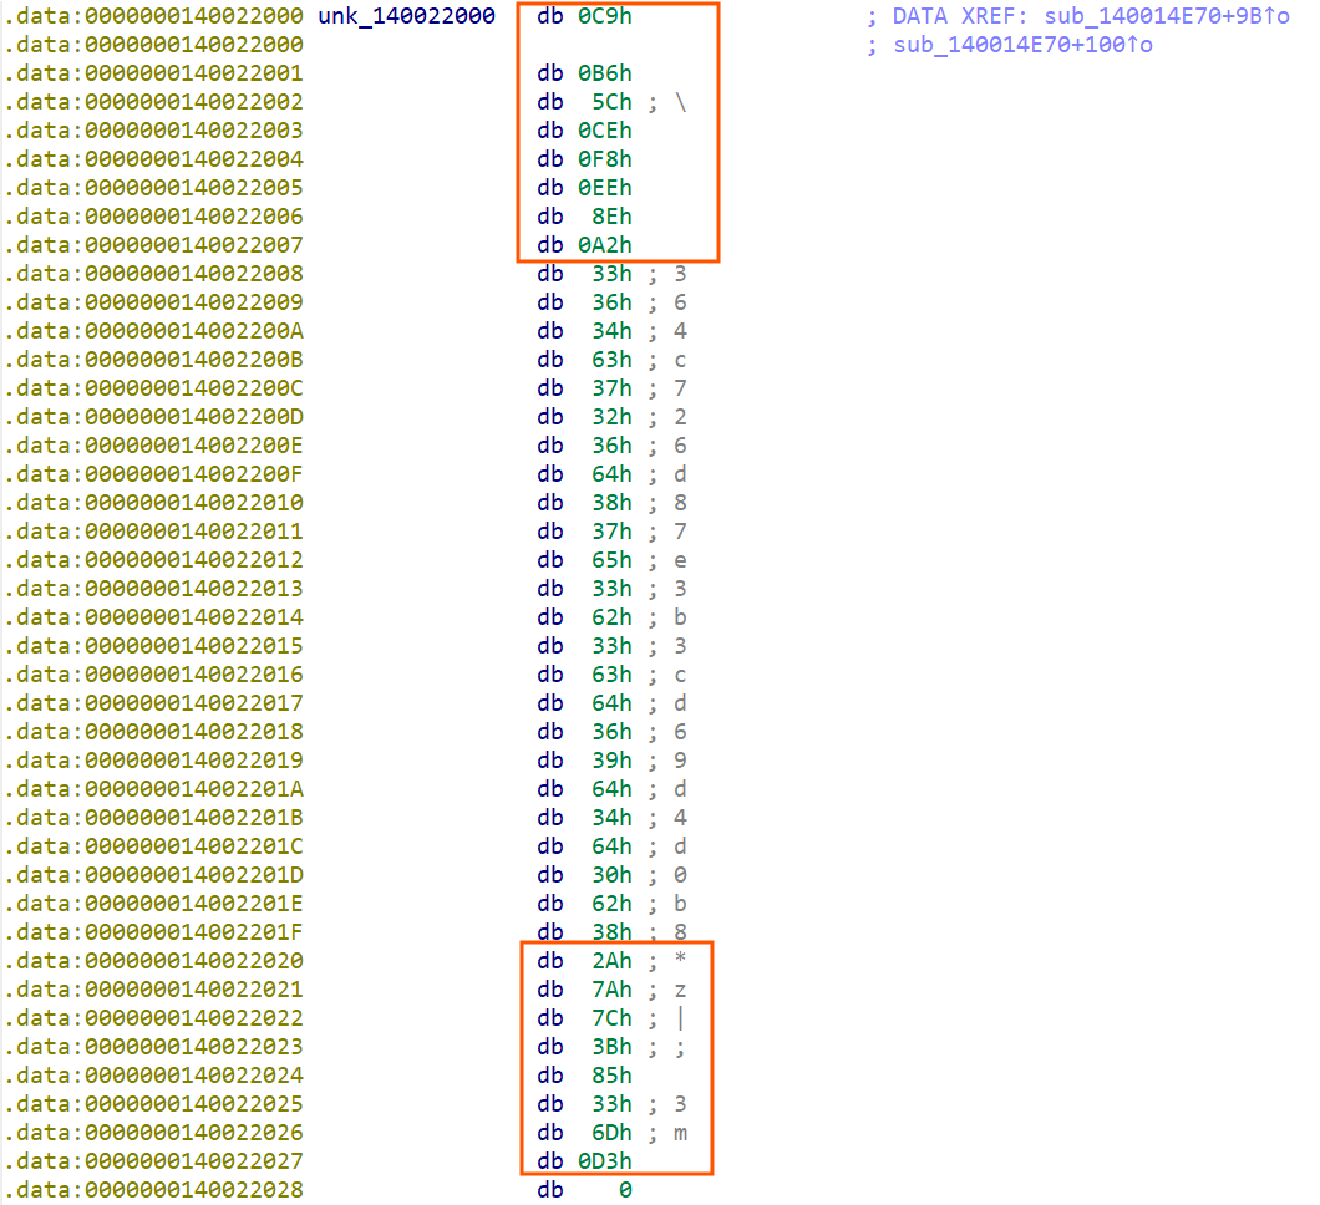 .data:0000000140022000 unk_140022000 db 0C9h ; DATA XREF: sub_140014E70+9B↑o
.data:0000000140022000 ; sub_140014E70+100↑o
.data:0000000140022001 db 0B6h
.data:0000000140022002 db 5Ch ; \
.data:0000000140022003 db 0CEh
.data:0000000140022004 db 0F8h
.data:0000000140022005 db 0EEh
.data:0000000140022006 db 8Eh
.data:0000000140022007 db 0A2h
.data:0000000140022008 db 33h ; 3
.data:0000000140022009 db 36h ; 6
.data:000000014002200A db 34h ; 4
.data:000000014002200B db 63h ; c
.data:000000014002200C db 37h ; 7
.data:000000014002200D db 32h ; 2
.data:000000014002200E db 36h ; 6
.data:000000014002200F db 64h ; d
.data:0000000140022010 db 38h ; 8
.data:0000000140022011 db 37h ; 7
.data:0000000140022012 db 65h ; e
.data:0000000140022013 db 33h ; 3
.data:0000000140022014 db 62h ; b
.data:0000000140022015 db 33h ; 3
.data:0000000140022016 db 63h ; c
.data:0000000140022017 db 64h ; d
.data:0000000140022018 db 36h ; 6
.data:0000000140022019 db 39h ; 9
.data:000000014002201A db 64h ; d
.data:000000014002201B db 34h ; 4
.data:000000014002201C db 64h ; d
.data:000000014002201D db 30h ; 0
.data:000000014002201E db 62h ; b
.data:000000014002201F db 38h ; 8
.data:0000000140022020 db 2Ah ; *
.data:0000000140022021 db 7Ah ; z
.data:0000000140022022 db 7Ch ; |
.data:0000000140022023 db 3Bh ; ;
.data:0000000140022024 db 85h
.data:0000000140022025 db 33h ; 3
.data:0000000140022026 db 6Dh ; m
.data:0000000140022027 db 0D3h
.data:0000000140022028 db 0